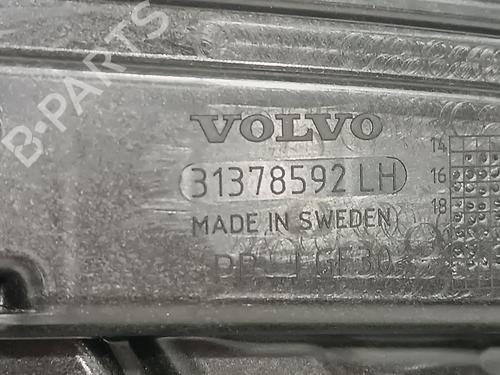 B-PARTS
VOLVO
31378592 LH
MADE IN SWEDEN
14
16
18